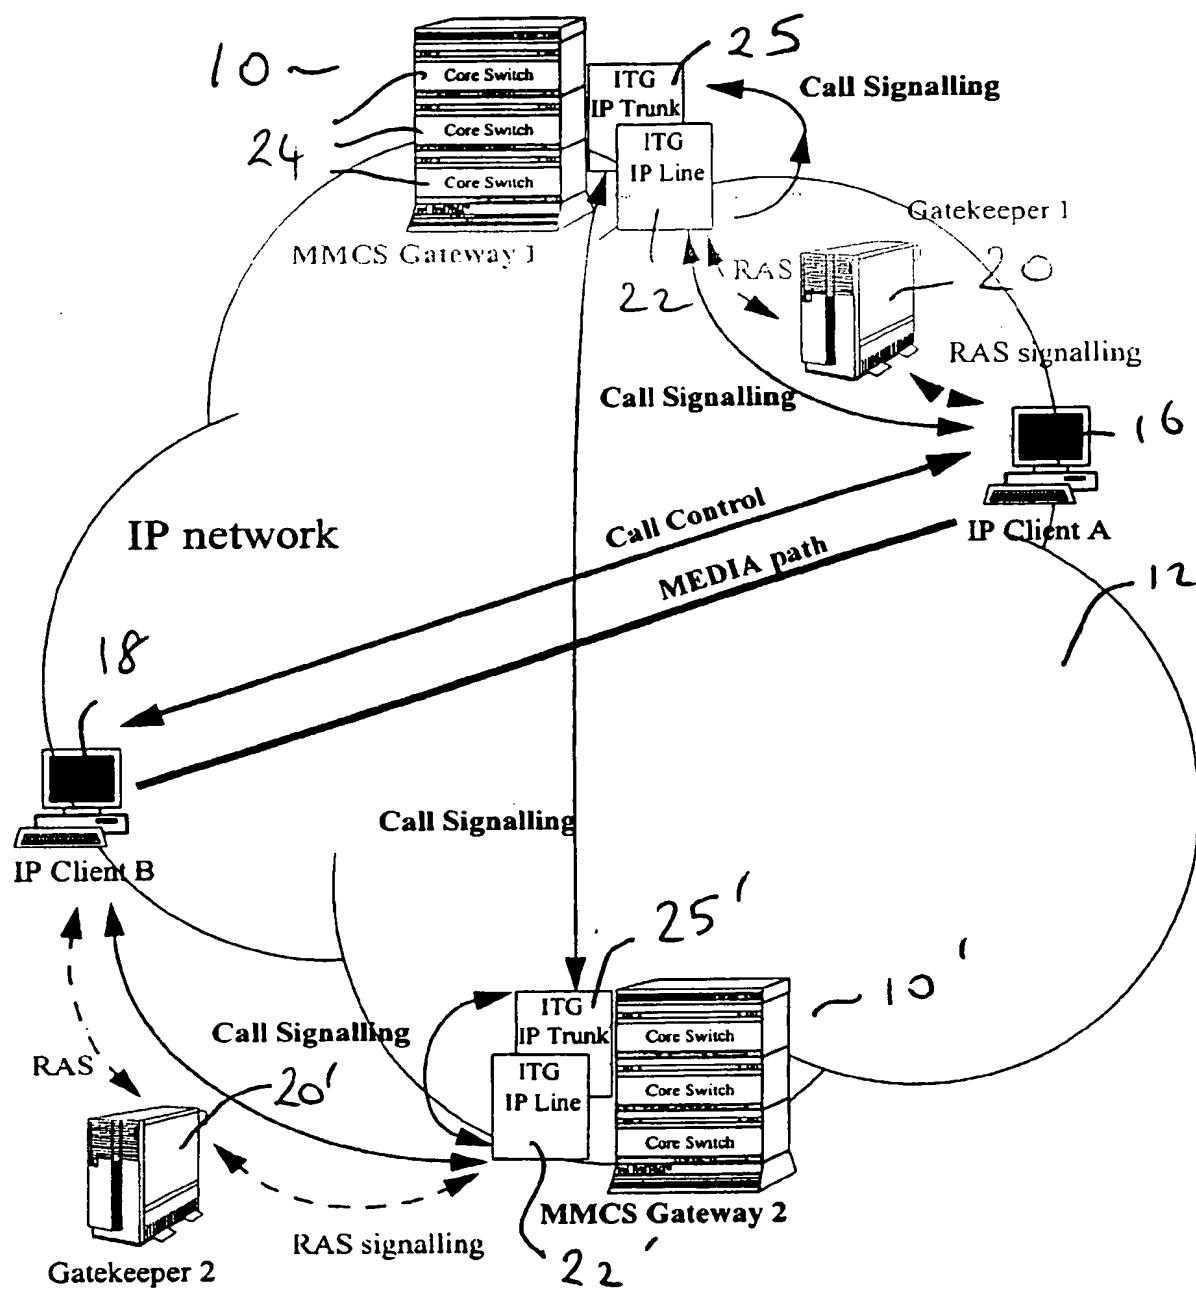 10
25
Core Switch
ITG
IP Trunk
Call Signalling
Core Switch
24
ITG
IP Line
Core Switch
MMCS Gateway 1
Gatekeeper 1
22
RAS
20
RAS signalling
Call Signalling
16
IP Client A
IP network
Call Control
MEDIA path
12
18
Call Signalling
IP Client B
25'
10'
ITG
IP Trunk
Core Switch
Call Signalling
RAS
ITG
IP Line
Core Switch
20'
Core Switch
MMCS Gateway 2
RAS signalling
22'
Gatekeeper 2